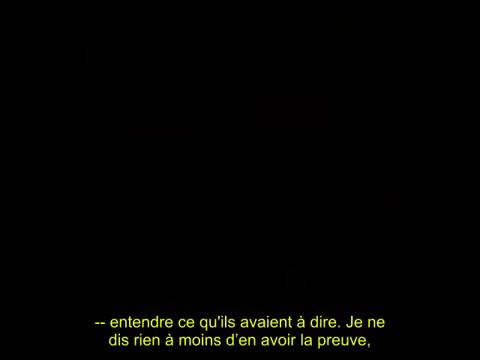 -- entendre ce qu'ils avaient à dire. Je ne
dis rien à moins d’en avoir la preuve,